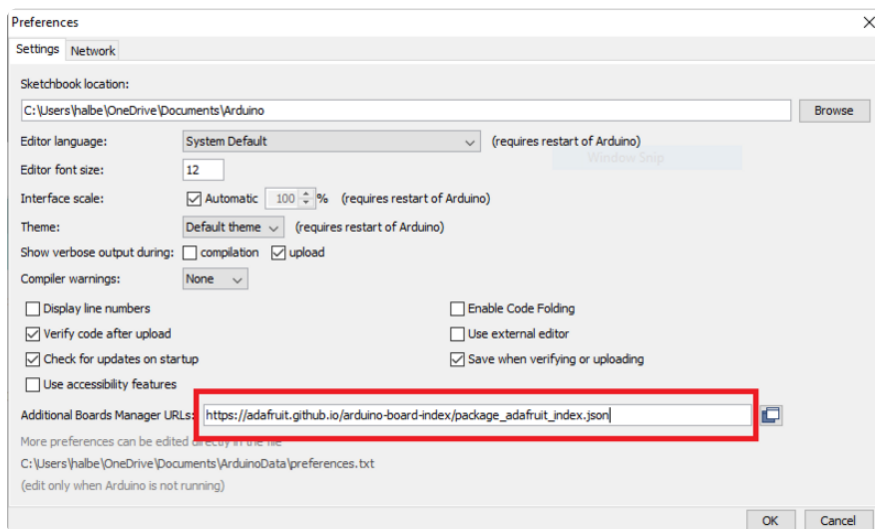 Preferences
Settings Network
Sketchbook location:
C:\Users\halbe\OneDrive\Documents\Arduino Browse
Editor language: System Default (requires restart of Arduino)
Window Snip
Editor font size: 12
Interface scale: Automatic 100 % (requires restart of Arduino)
Theme: Default theme (requires restart of Arduino)
Show verbose output during: compilation upload
Compiler warnings: None
Display line numbers Enable Code Folding
Verify code after upload Use external editor
Check for updates on startup Save when verifying or uploading
Use accessibility features
Additional Boards Manager URLs: https://adafruit.github.io/arduino-board-index/package_adafruit_index.json
More preferences can be edited directly in the file
C:\Users\halbe\OneDrive\Documents\ArduinoData\preferences.txt
(edit only when Arduino is not running)
OK Cancel